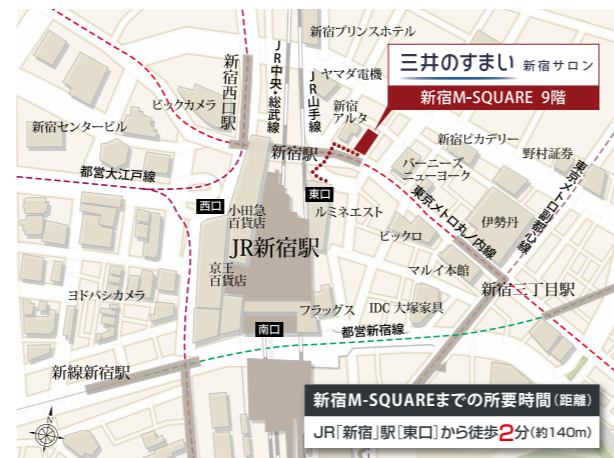 新宿プリンスホテル
JR中央・総武線
JR山手線
ヤマダ電機
三井のすまい 新宿サロン
新宿M-SQUARE 9階
新宿西口駅
ビックカメラ
新宿
アルタ
新宿センタービル
新宿駅
新宿ピカデリー
野村証券
バーニーズ
ニューヨーク
東京メトロ副都心線
都営大江戸線
西口
東口
小田急
百貨店
ルミネエスト
東京メトロ丸ノ内線
伊勢丹
ビックロ
JR新宿駅
マルイ本館
京王
百貨店
新宿三丁目駅
ヨドバシカメラ
フラッグス
IDC 大塚家具
南口
都営新宿線
新線新宿駅
新宿M-SQUAREまでの所要時間(距離)
JR「新宿」駅[東口]から徒歩2分(約140m)